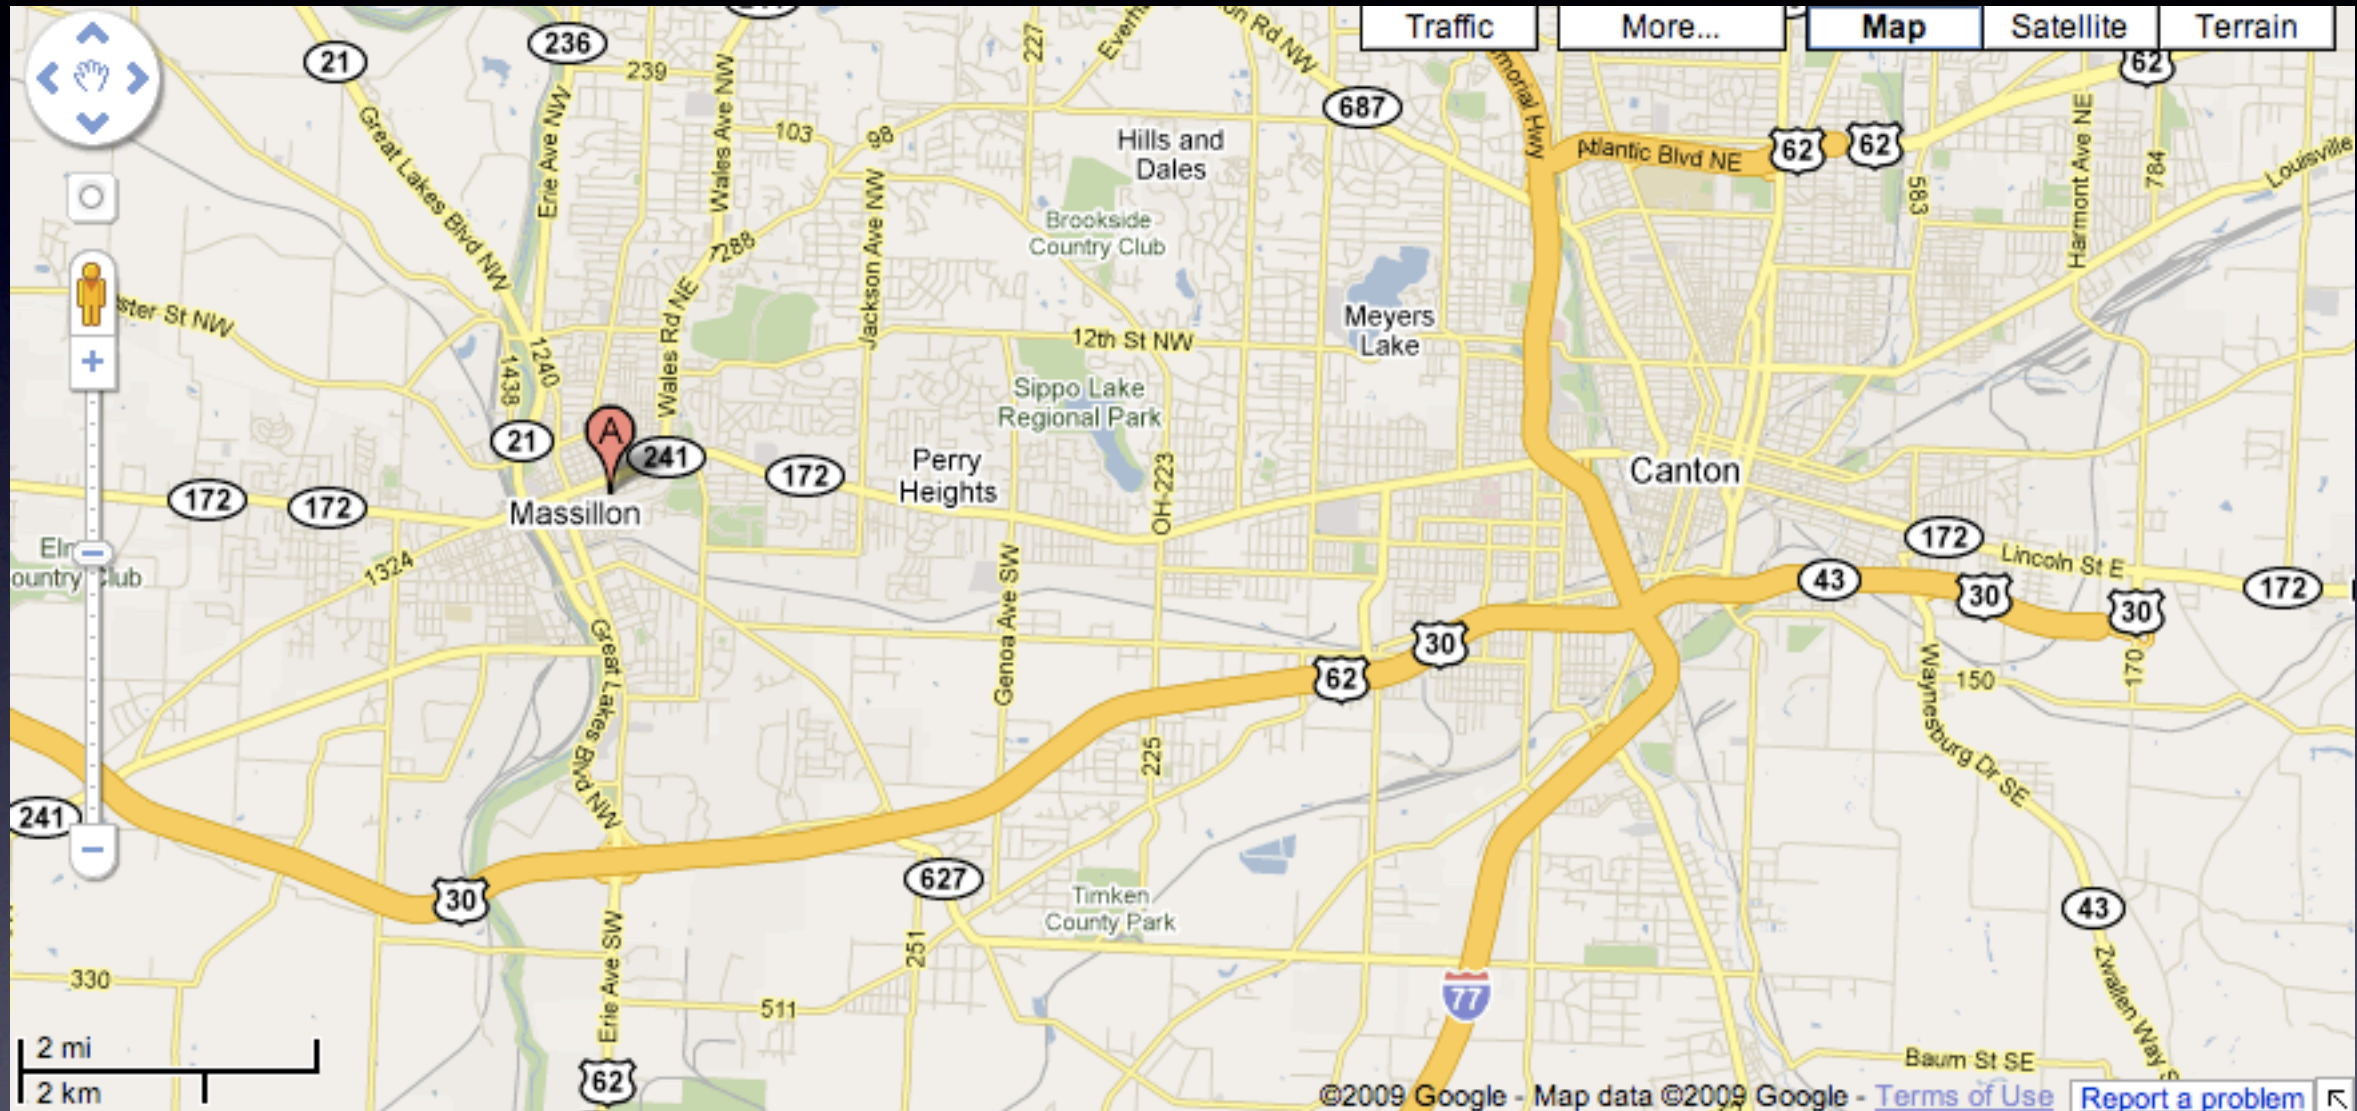 Traffic
More...
Map
Satellite
Terrain
21
236
239
227
687
62
Great Lakes Blvd NW
Erie Ave NW
Wales Ave NW
103
98
Hills and
Dales
Atlantic Blvd NE
62
62
583
Harmont Ave NE
784
Louisville
Brookside
Country Club
7288
Jackson Ave NW
Wales Rd NE
12th St NW
Meyers
Lake
1438
1240
Sippo Lake
Regional Park
21
A
241
172
Perry
Heights
OH-223
Canton
172
172
Massillon
172
Lincoln St E
172
1324
43
30
30
Genoa Ave SW
Great Lakes Blvd NW
62
30
Waynesburg Dr SE
150
170
225
241
30
627
Timken
County Park
43
330
Erie Ave SW
251
511
77
Zwallen Way S
Baum St SE
62
2 mi
2 km
©2009 Google - Map data ©2009 Google - Terms of Use
Report a problem